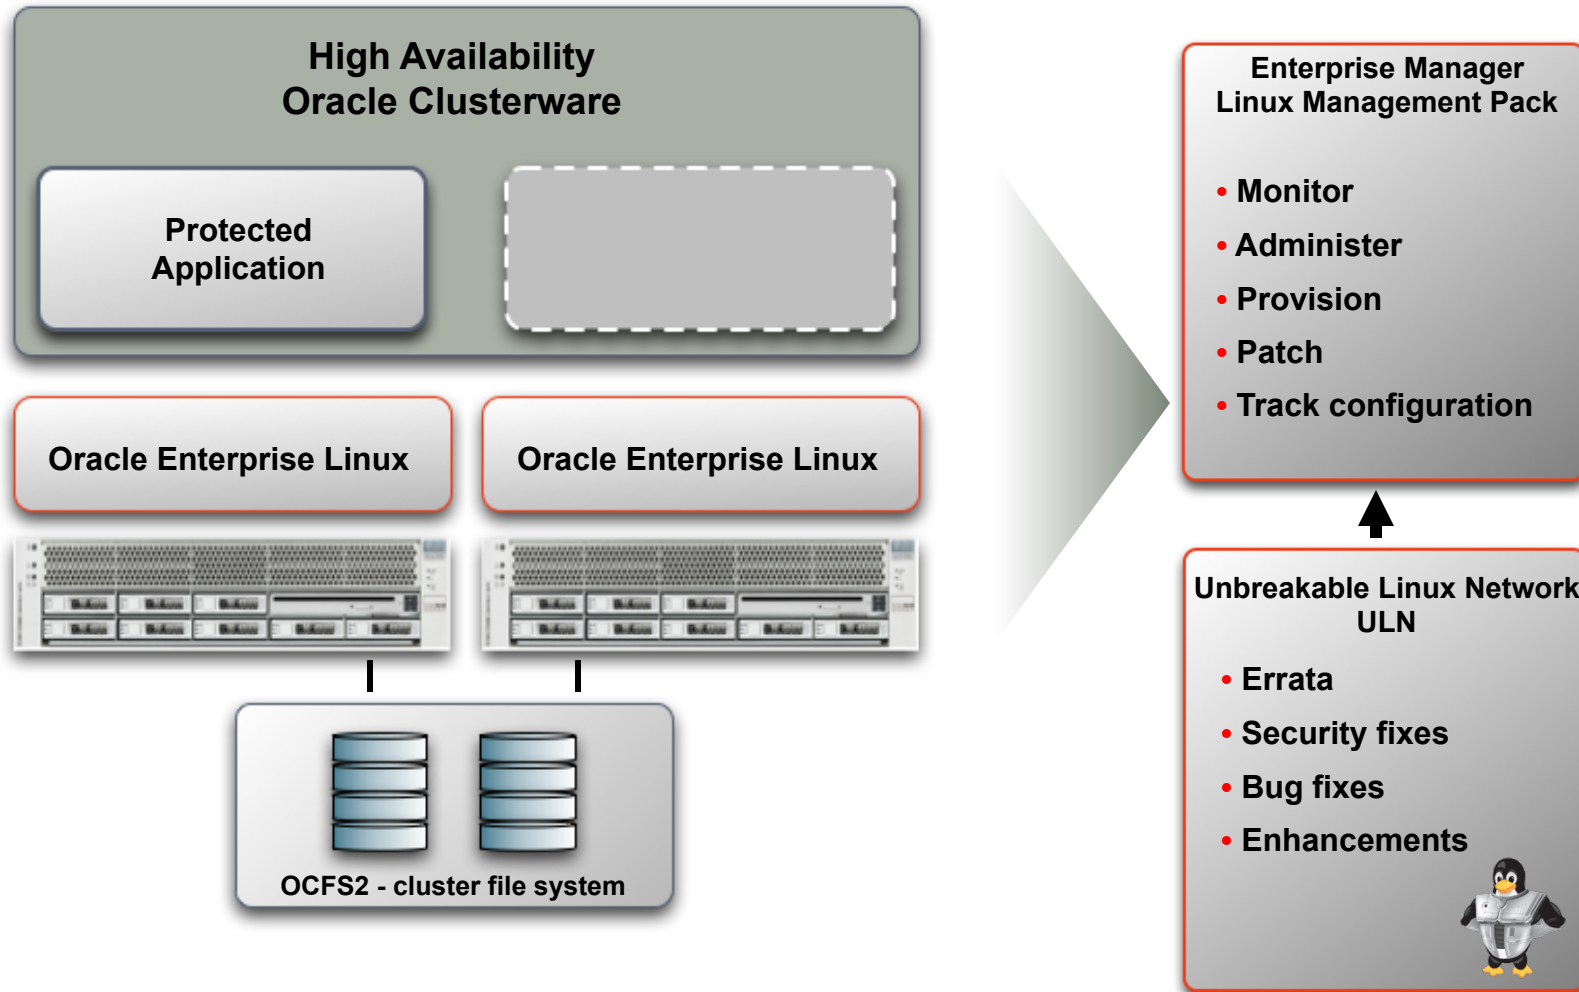 High Availability
Oracle Clusterware
Protected
Application
Oracle Enterprise Linux
Oracle Enterprise Linux
OCFS2 - cluster file system
Enterprise Manager
Linux Management Pack
• Monitor
• Administer
• Provision
• Patch
• Track configuration
Unbreakable Linux Network
ULN
• Errata
• Security fixes
• Bug fixes
• Enhancements